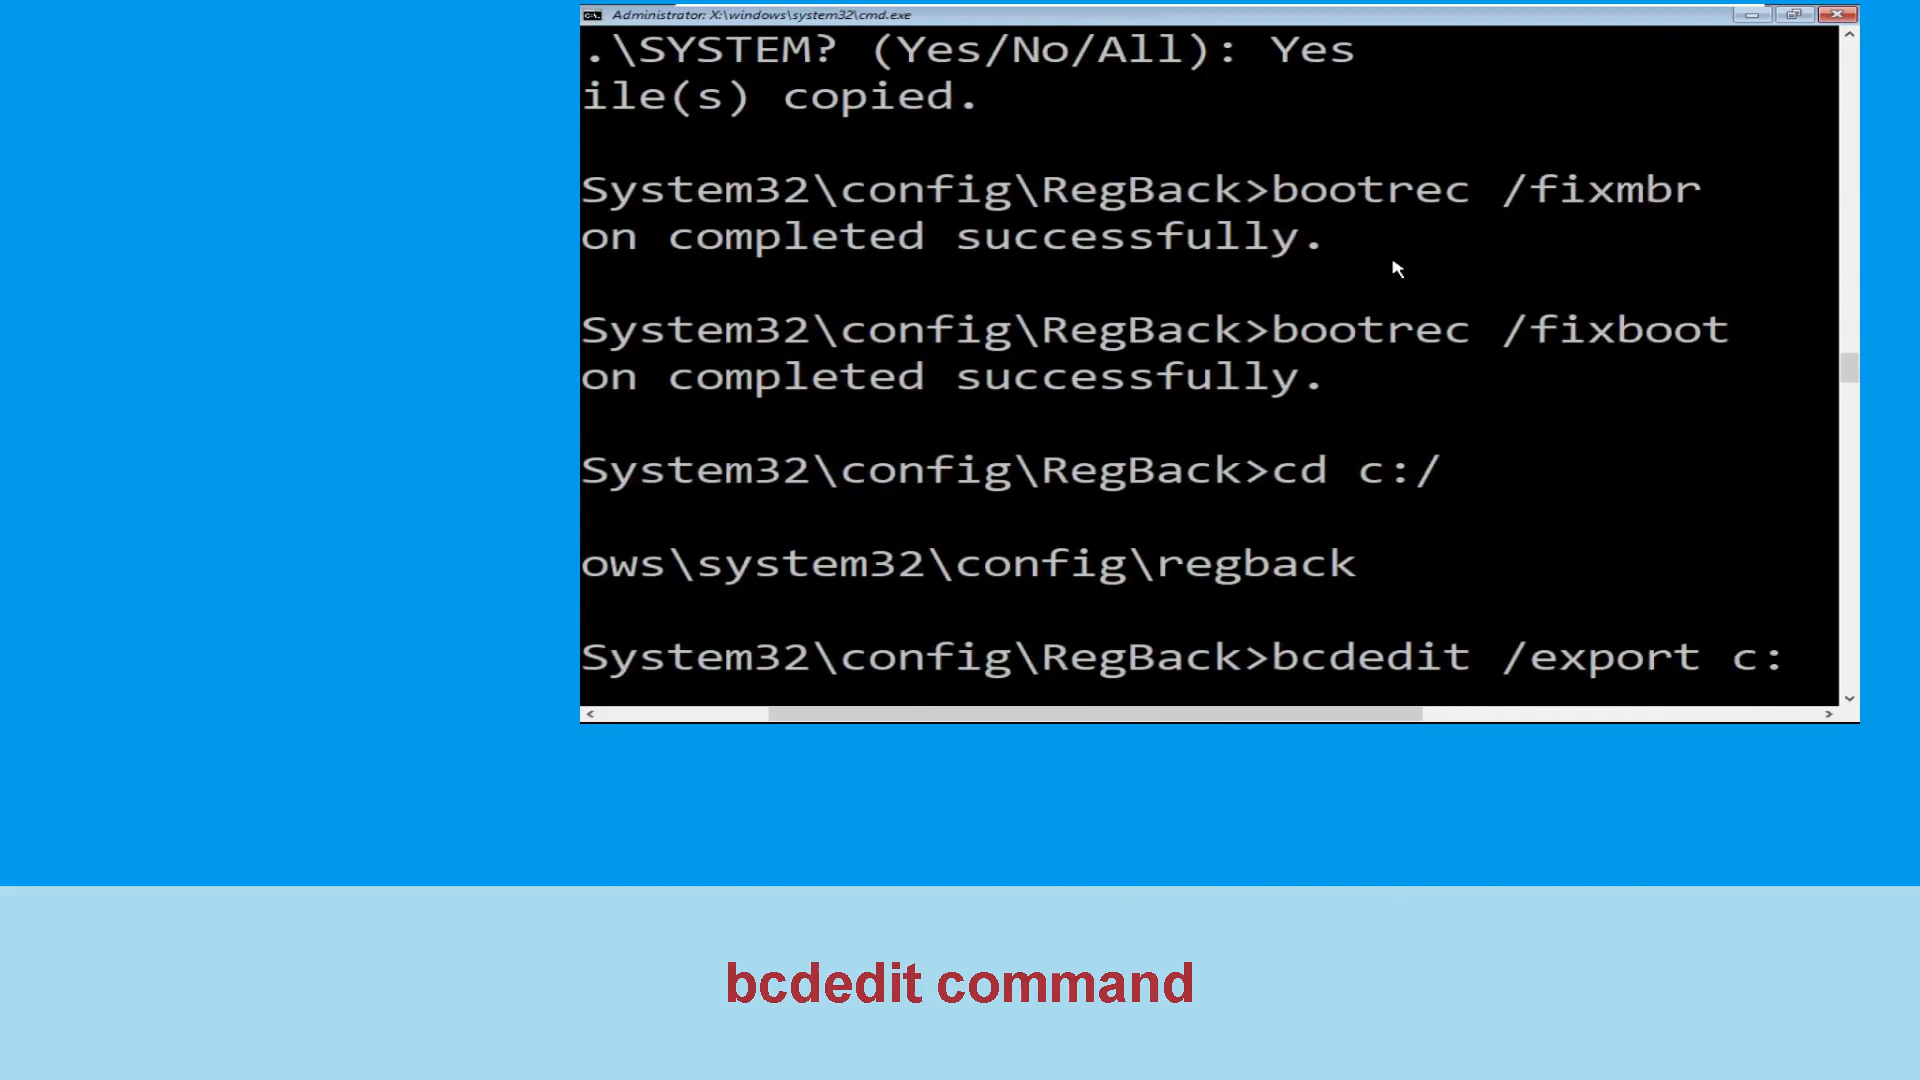 Administrator: X:\windows\system32\cmd.exe
.\SYSTEM? (Yes/No/All): Yes
ile(s) copied.
System32\config\RegBack>bootrec /fixmbr
on completed successfully.
System32\config\RegBack>bootrec /fixboot
on completed successfully.
System32\config\RegBack>cd c:/
ows\system32\config\regback
System32\config\RegBack>bcdedit /export c:
bcdedit command